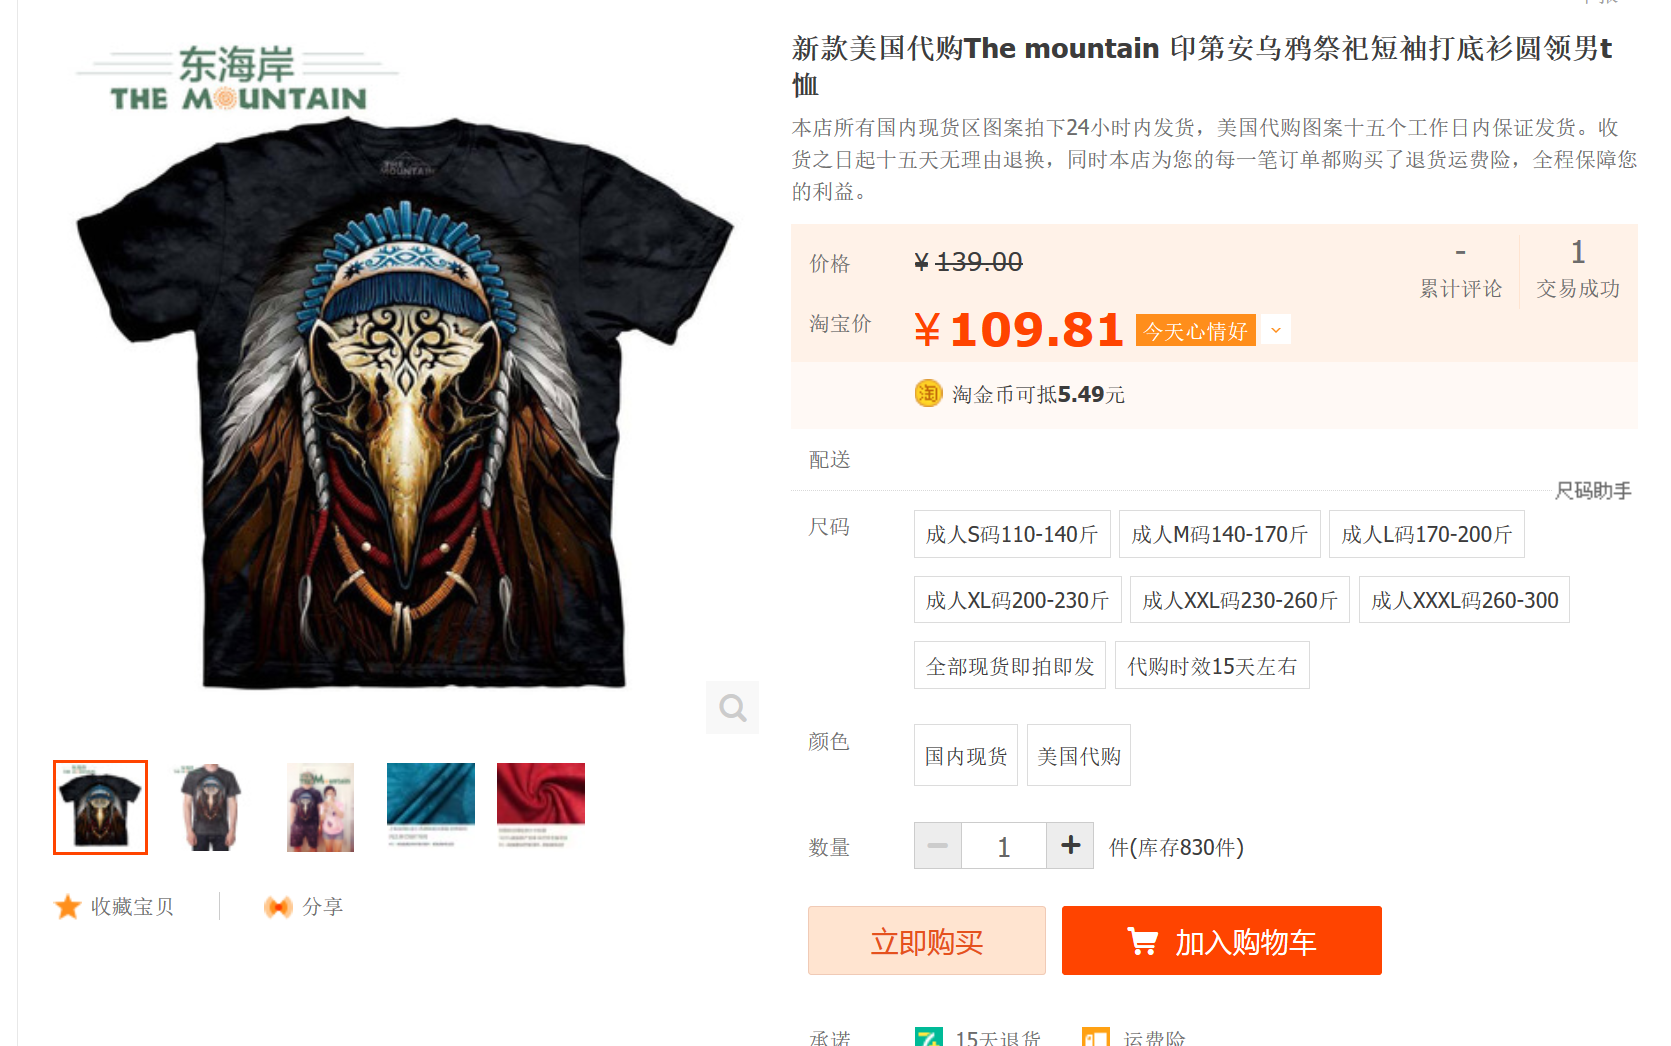 东海岸
THE MOUNTAIN
THE
MOUNTAIN
收藏宝贝
分享
新款美国代购The mountain 印第安乌鸦祭祀短袖打底衫圆领男t
恤
本店所有国内现货区图案拍下24小时内发货，美国代购图案十五个工作日内保证发货。收
货之日起十五天无理由退换，同时本店为您的每一笔订单都购买了退货运费险，全程保障您
的利益。
价格
¥ 139.00
-
累计评论
1
交易成功
淘宝价
¥ 109.81
今天心情好
淘 淘金币可抵5.49元
配送
尺码助手
尺码
成人S码110-140斤
成人M码140-170斤
成人L码170-200斤
成人XL码200-230斤
成人XXL码230-260斤
成人XXXL码260-300
全部现货即拍即发
代购时效15天左右
颜色
国内现货
美国代购
数量
1
件(库存830件)
立即购买
加入购物车
承诺
15天退货
运费险